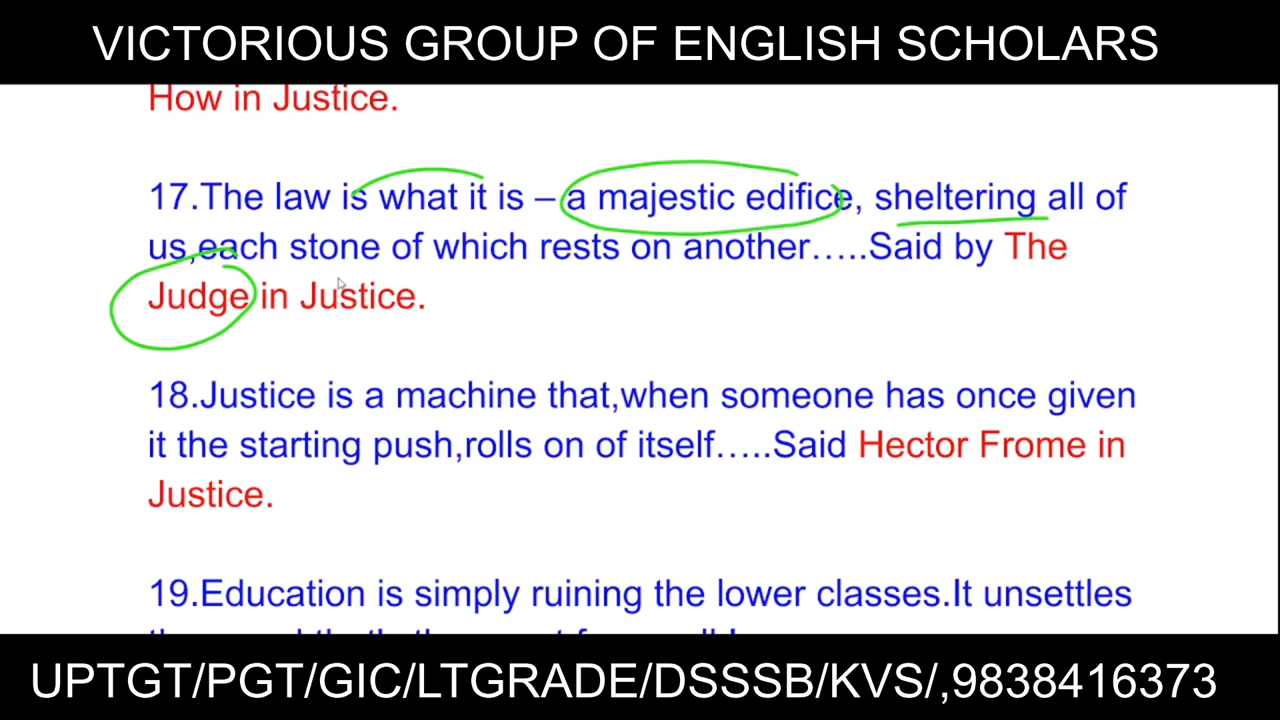 VICTORIOUS GROUP OF ENGLISH SCHOLARS
How in Justice.
17.The law is what it is – a majestic edifice, sheltering all of
us,each stone of which rests on another…..Said by The
Judge in Justice.
18.Justice is a machine that,when someone has once given
it the starting push,rolls on of itself…..Said Hector Frome in
Justice.
19.Education is simply ruining the lower classes.It unsettles
UPTGT/PGT/GIC/LTGRADE/DSSSB/KVS/,9838416373